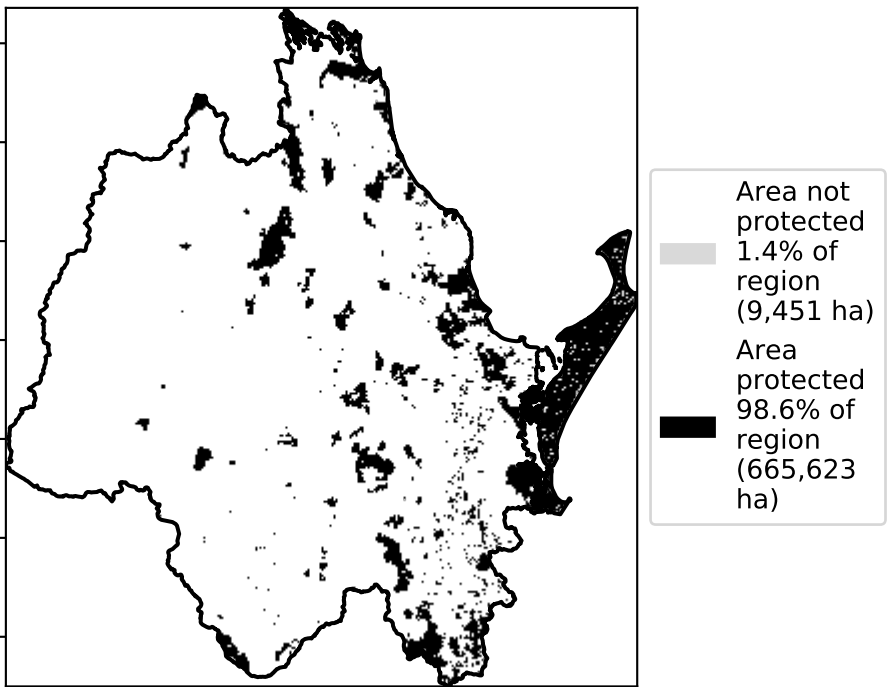 Area not
protected
1.4% of
region
(9,451 ha)
Area
protected
98.6% of
region
(665,623
ha)